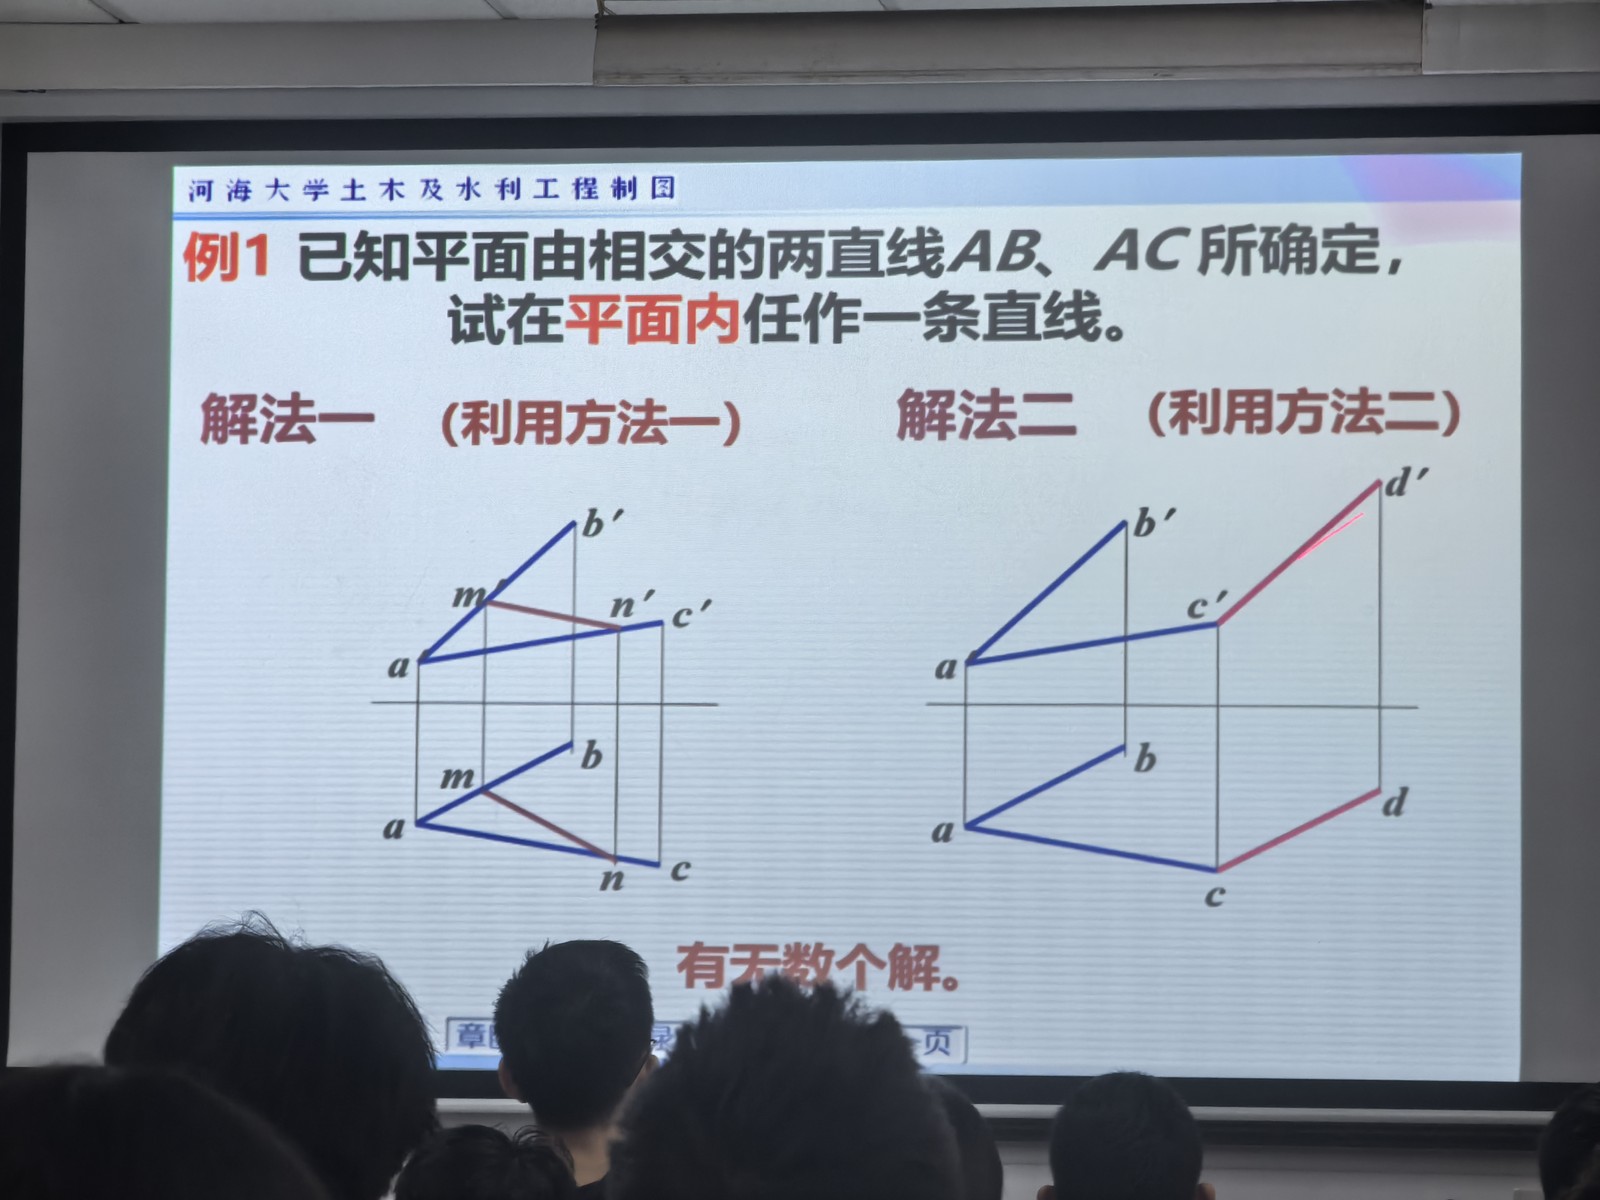 河海大学土木及水利工程制图
例1 已知平面由相交的两直线AB、AC所确定，
试在平面内任作一条直线。
解法一 （利用方法一） 解法二 （利用方法二）
b′
m′
n′
c′
a′
b
m
a
n
c
d′
b′
c′
a′
b
d
a
c
有无数个解。
章 录 页